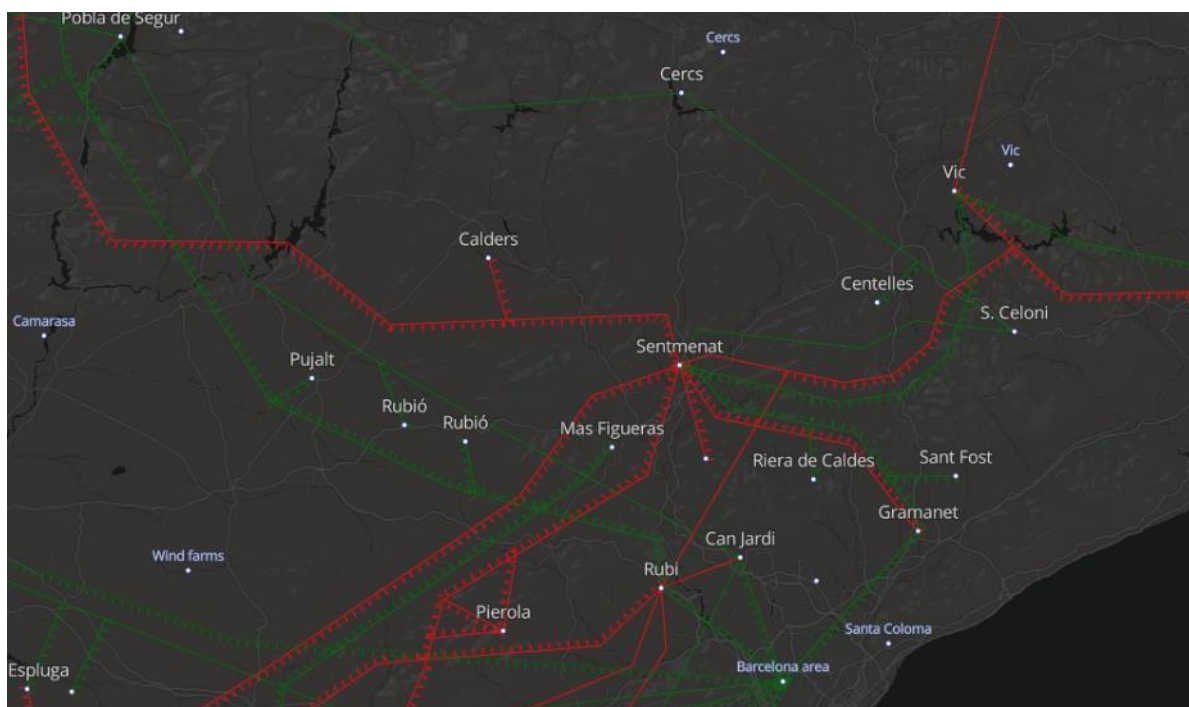 Pobla de Segur
Cercs
Cercs
Vic
Vic
Calders
Centelles
S. Celoni
Camarasa
Sentmenat
Pujalt
Rubió
Rubió
Mas Figueras
Riera de Caldes
Sant Fost
Gramanet
Can Jardi
Wind farms
Rubi
Pierola
Santa Coloma
Espluga
Barcelona area